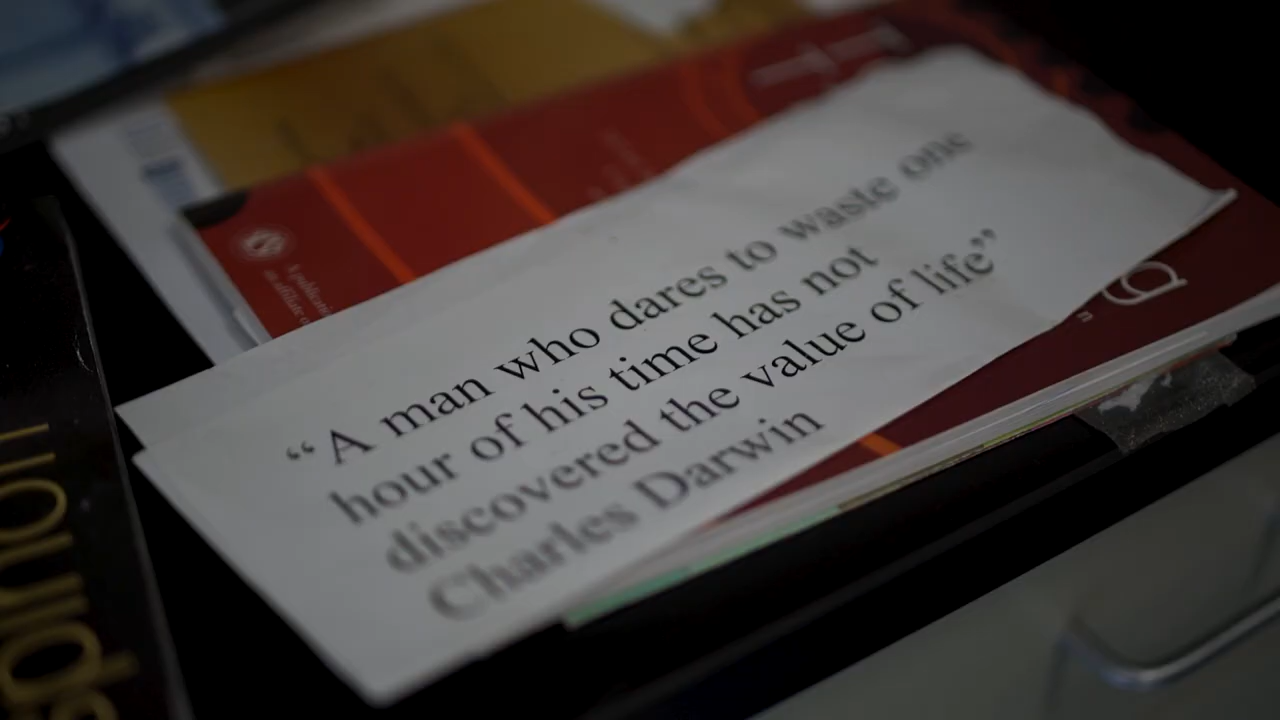 “A man who dares to waste one
hour of his time has not
discovered the value of life”
Charles Darwin
A publication